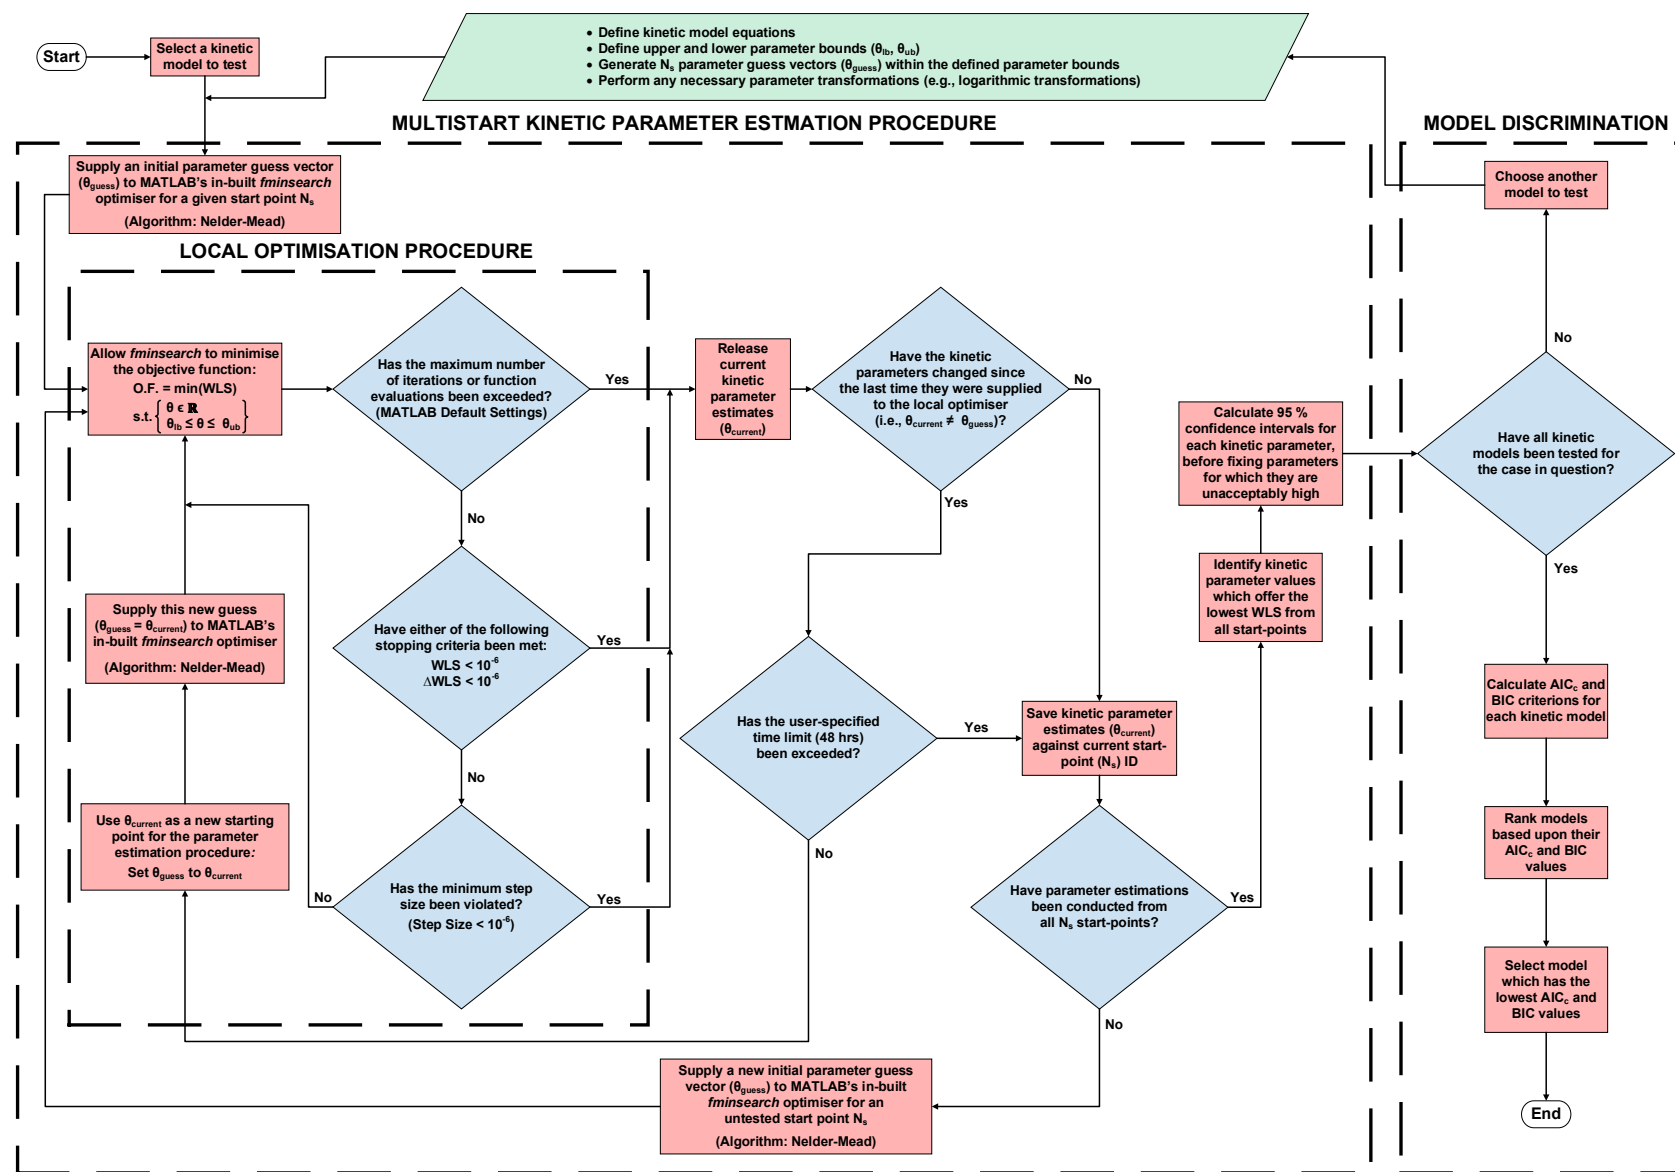 Start
Select a kinetic
model to test
• Define kinetic model equations
• Define upper and lower parameter bounds (θlb, θub)
• Generate Ns parameter guess vectors (θguess) within the defined parameter bounds
• Perform any necessary parameter transformations (e.g., logarithmic transformations)
MULTISTART KINETIC PARAMETER ESTMATION PROCEDURE
MODEL DISCRIMINATION
Supply an initial parameter guess vector
(θguess) to MATLAB's in-built fminsearch
optimiser for a given start point Ns
(Algorithm: Nelder-Mead)
LOCAL OPTIMISATION PROCEDURE
Allow fminsearch to minimise
the objective function:
O.F. = min(WLS)
s.t. { θ ϵ ℝ
θlb ≤ θ ≤ θub }
Has the maximum number
of iterations or function
evaluations been exceeded?
(MATLAB Default Settings)
Yes
No
Have either of the following
stopping criteria been met:
WLS < 10⁻⁶
ΔWLS < 10⁻⁶
Yes
No
Has the minimum step
size been violated?
(Step Size < 10⁻⁶)
Yes
No
Supply this new guess
(θguess = θcurrent) to MATLAB's
in-built fminsearch optimiser
(Algorithm: Nelder-Mead)
Use θcurrent as a new starting
point for the parameter
estimation procedure:
Set θguess to θcurrent
Release
current
kinetic
parameter
estimates
(θcurrent)
Have the kinetic
parameters changed since
the last time they were supplied
to the local optimiser
(i.e., θcurrent ≠ θguess)?
No
Yes
Has the user-specified
time limit (48 hrs)
been exceeded?
Yes
No
Save kinetic parameter
estimates (θcurrent)
against current start-
point (Ns) ID
Have parameter estimations
been conducted from
all Ns start-points?
Yes
No
Supply a new initial parameter guess
vector (θguess) to MATLAB's in-built
fminsearch optimiser for an
untested start point Ns
(Algorithm: Nelder-Mead)
Identify kinetic
parameter values
which offer the
lowest WLS from
all start-points
Calculate 95 %
confidence intervals for
each kinetic parameter,
before fixing parameters
for which they are
unacceptably high
Choose another
model to test
No
Have all kinetic
models been tested for
the case in question?
Yes
Calculate AICc and
BIC criterions for
each kinetic model
Rank models
based upon their
AICc and BIC
values
Select model
which has the
lowest AICc and
BIC values
End